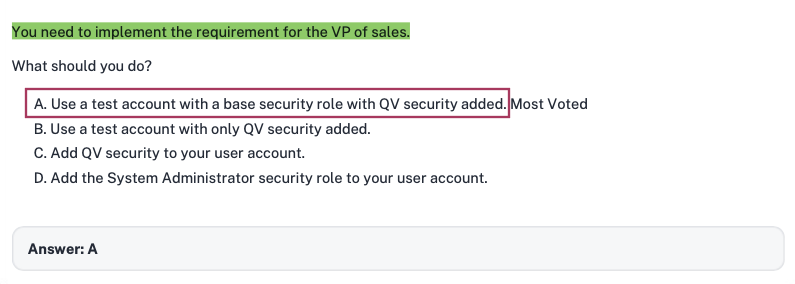 You need to implement the requirement for the VP of sales.
What should you do?
A. Use a test account with a base security role with QV security added. Most Voted
B. Use a test account with only QV security added.
C. Add QV security to your user account.
D. Add the System Administrator security role to your user account.
Answer: A